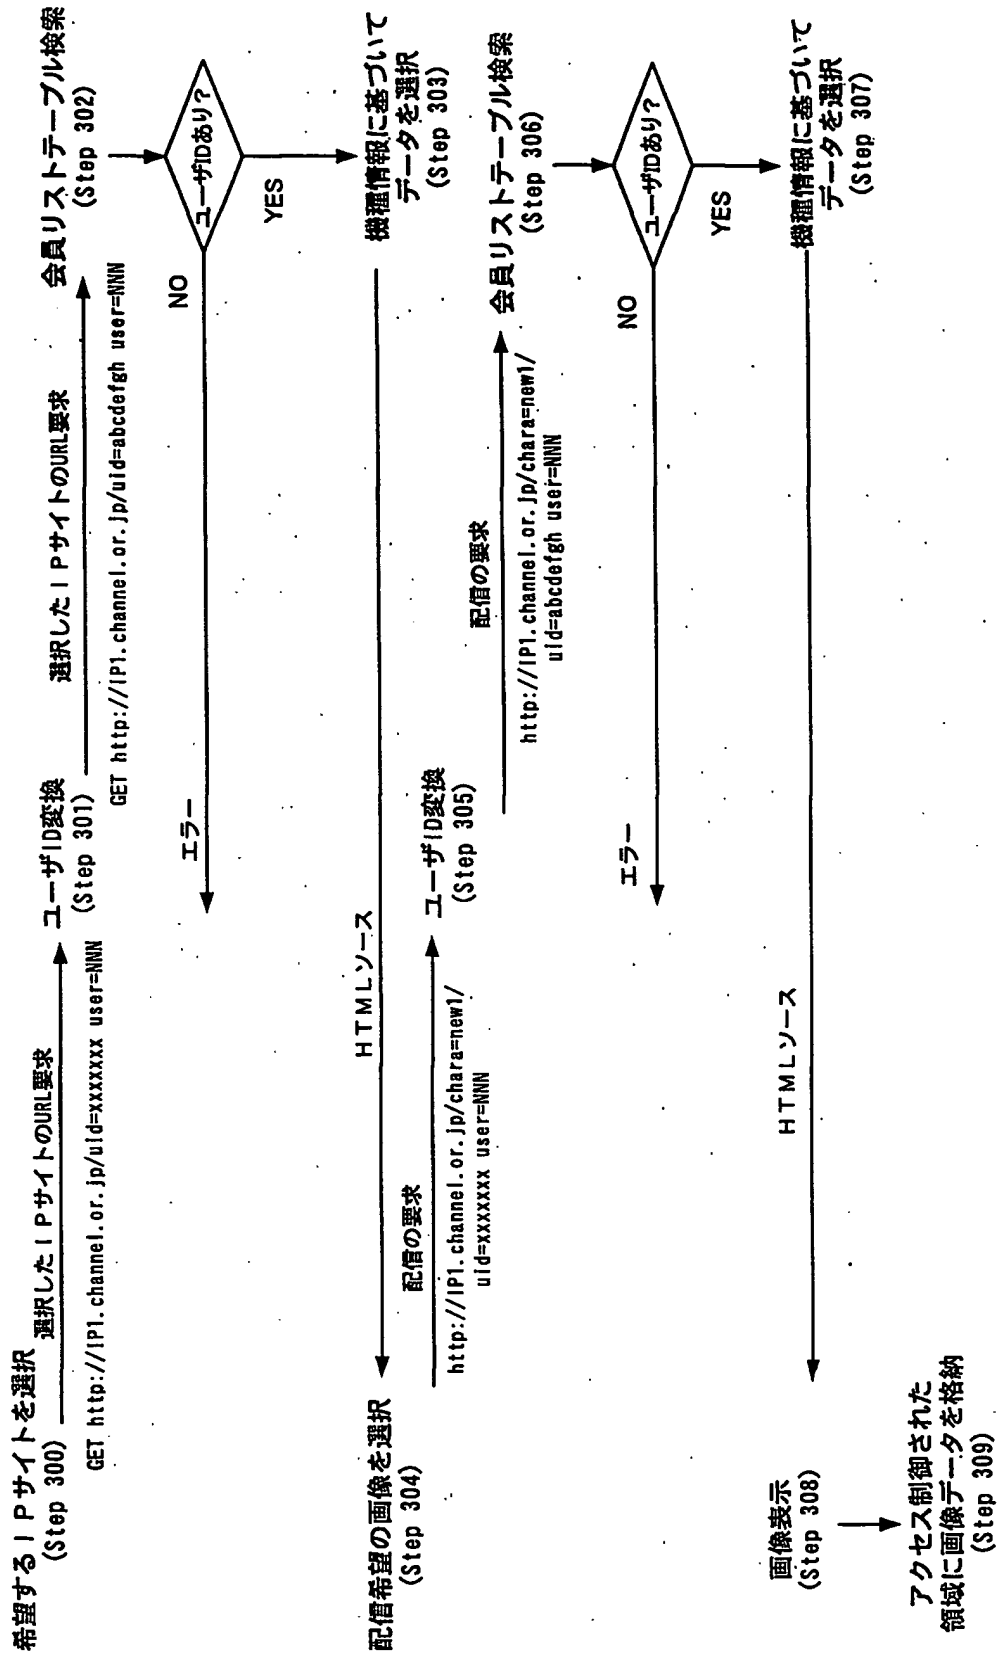 希望するIPサイトを選択
(Step 300)
選択したIPサイトのURL要求
GET http://IP1.channel.or.jp/uid=xxxxxxx user=NNN
ユーザID変換
(Step 301)
選択したIPサイトのURL要求
GET http://IP1.channel.or.jp/uid=abcdefgh user=NNN
会員リストテーブル検索
(Step 302)
ユーザIDあり?
NO
YES
エラー
機種情報に基づいて
データを選択
(Step 303)
HTMLソース
配信希望の画像を選択
(Step 304)
配信の要求
http://IP1.channel.or.jp/chara=new1/
uid=xxxxxxx user=NNN
ユーザID変換
(Step 305)
配信の要求
http://IP1.channel.or.jp/chara=new1/
uid=abcdefgh user=NNN
会員リストテーブル検索
(Step 306)
ユーザIDあり?
NO
YES
エラー
機種情報に基づいて
データを選択
(Step 307)
HTMLソース
画像表示
(Step 308)
アクセス制御された
領域に画像データを格納
(Step 309)